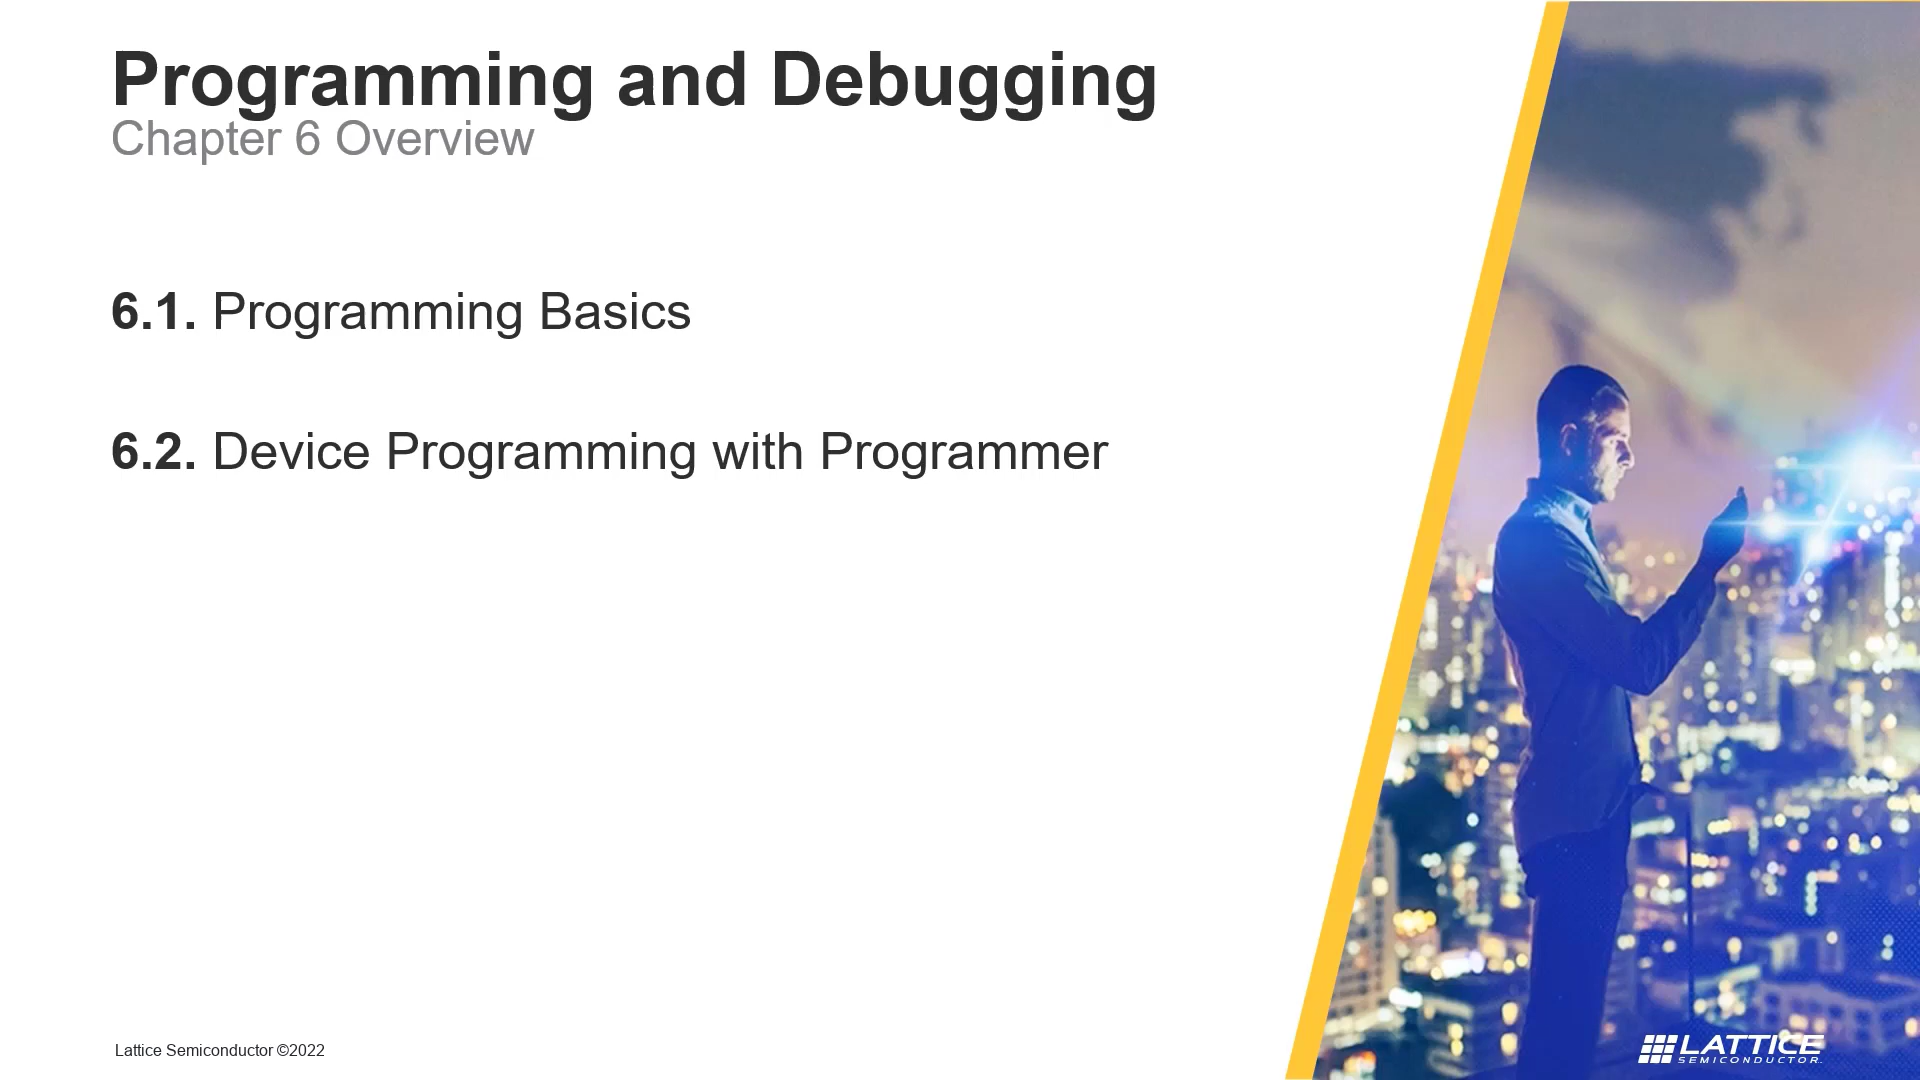 Programming and Debugging
Chapter 6 Overview
6.1. Programming Basics
6.2. Device Programming with Programmer
Lattice Semiconductor ©2022
LATTICE
SEMICONDUCTOR.